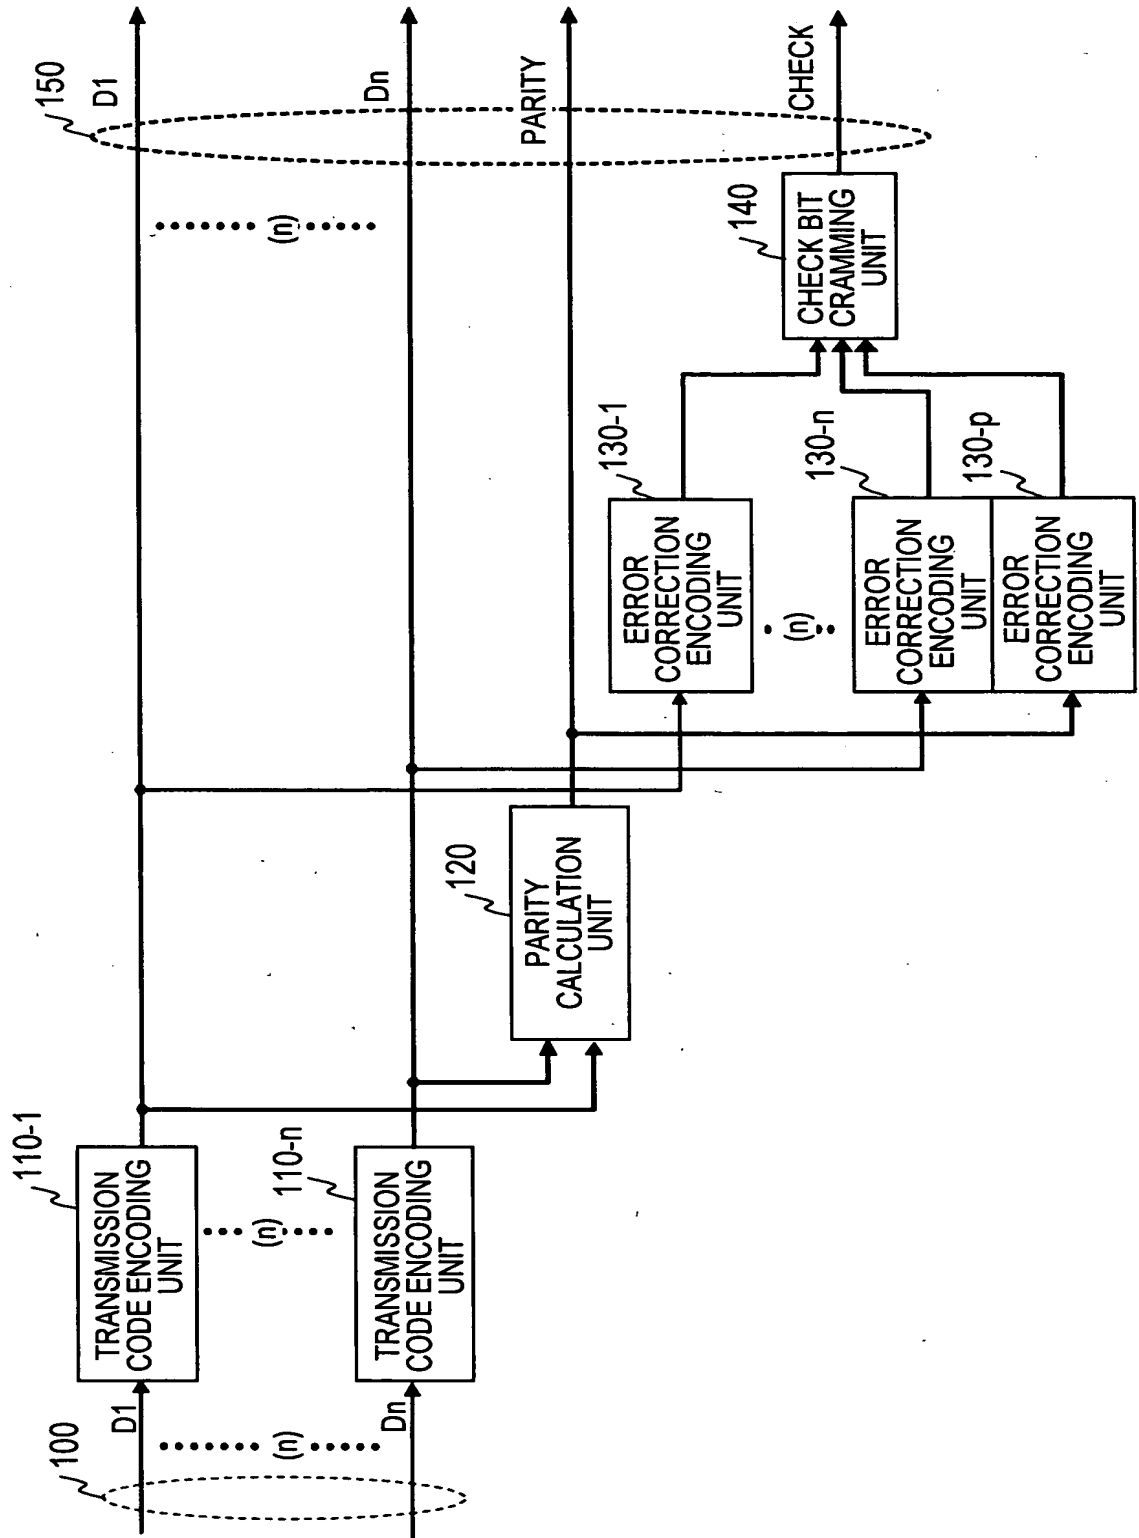 100
D1
(n)
Dn
110-1
TRANSMISSION
CODE ENCODING
UNIT
(n)
110-n
TRANSMISSION
CODE ENCODING
UNIT
120
PARITY
CALCULATION
UNIT
130-1
ERROR
CORRECTION
ENCODING
UNIT
(n)
130-n
ERROR
CORRECTION
ENCODING
UNIT
130-p
ERROR
CORRECTION
ENCODING
UNIT
140
CHECK BIT
CRAMMING
UNIT
150
D1
(n)
Dn
PARITY
CHECK